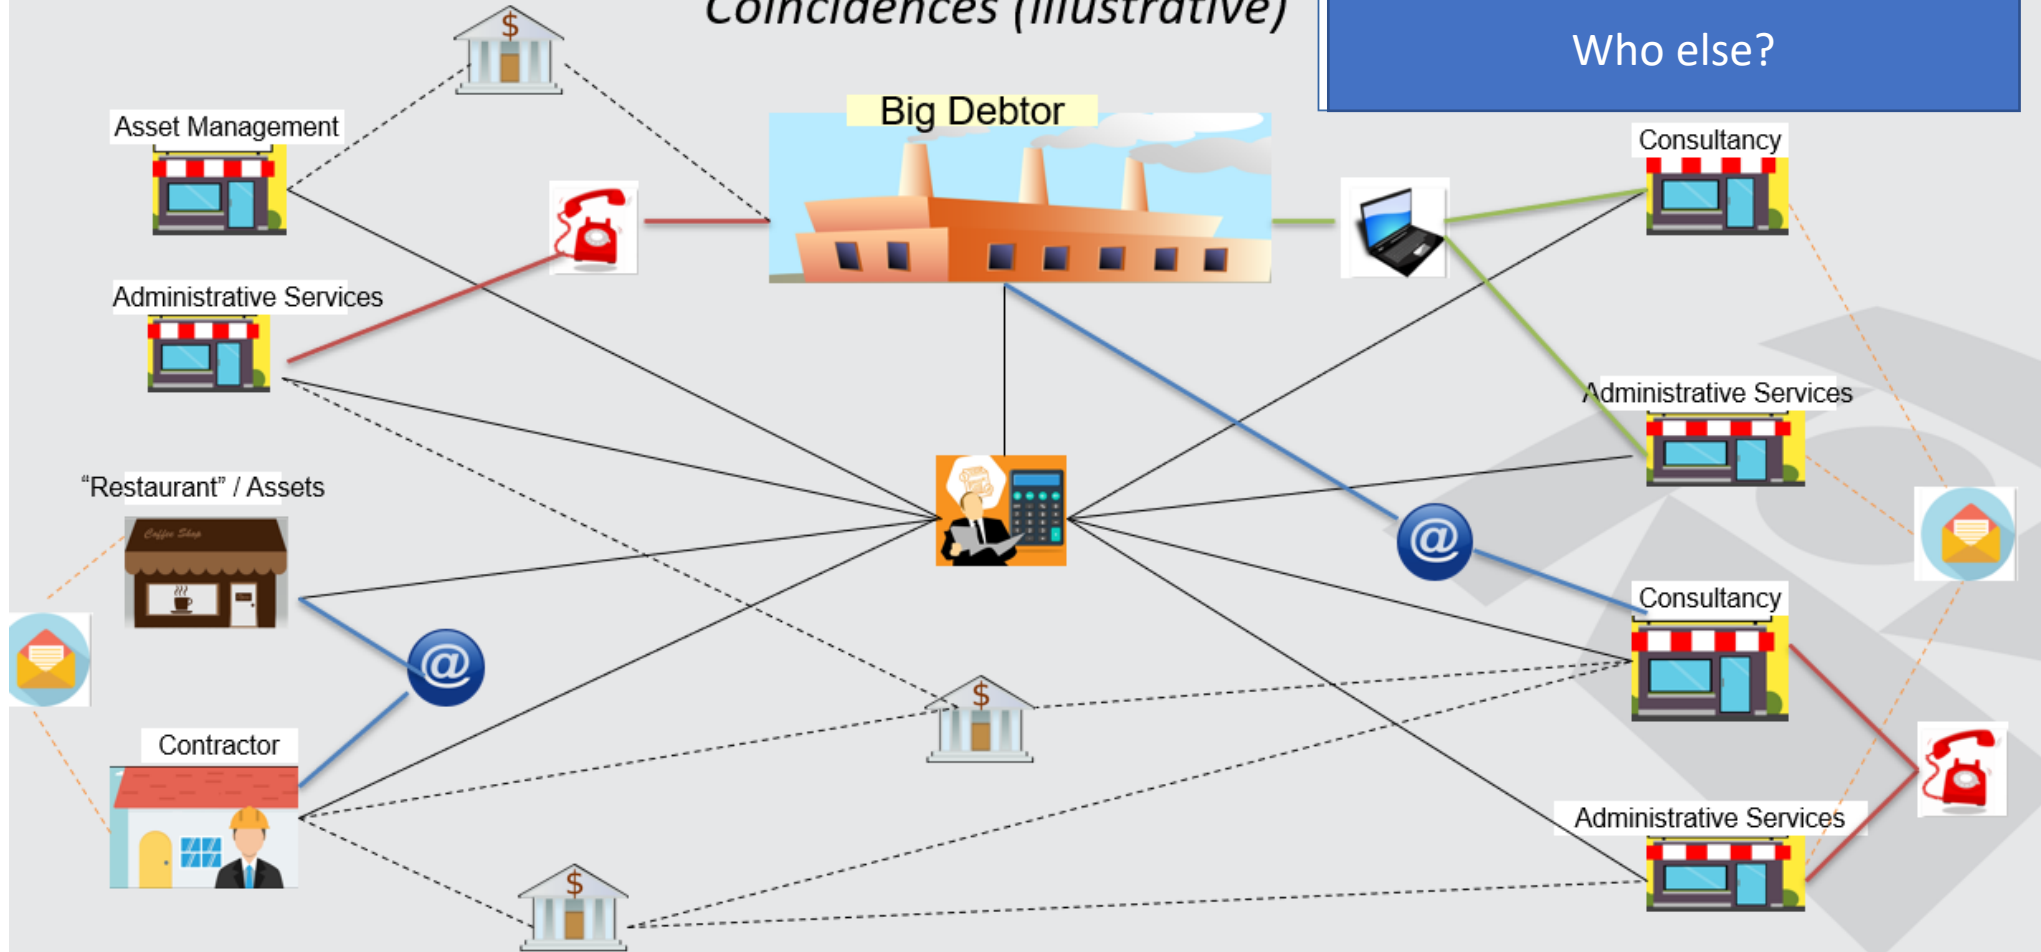 Coincidences (illustrative)
Who else?
$
Big Debtor
Asset Management
Consultancy
Administrative Services
Administrative Services
“Restaurant” / Assets
Coffee Shop
@
Consultancy
@
$
Contractor
Administrative Services
$